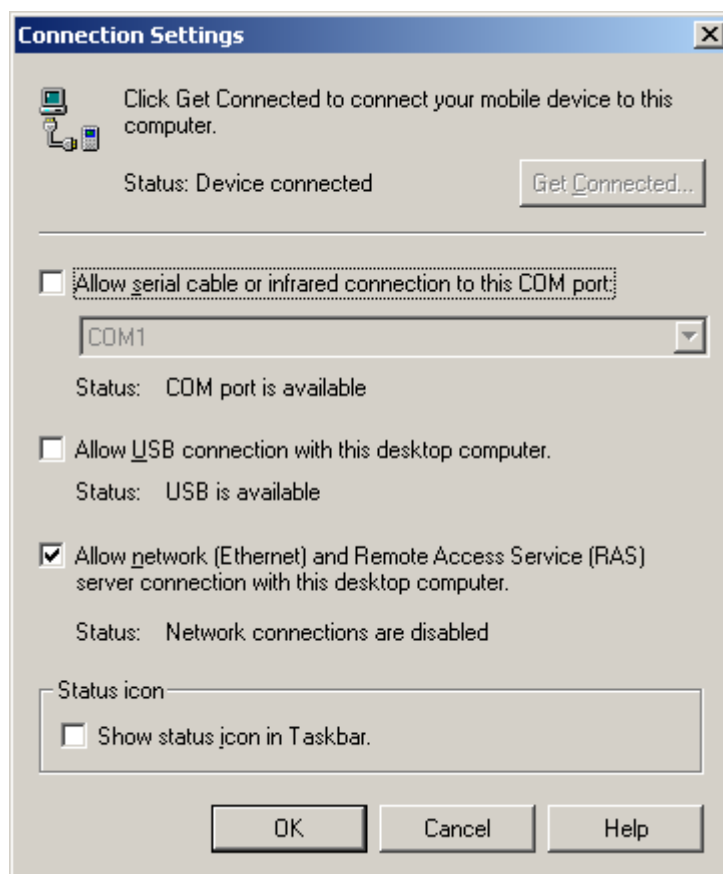 Connection Settings
Click Get Connected to connect your mobile device to this
computer.
Status: Device connected
Get Connected...
Allow serial cable or infrared connection to this COM port:
COM1
Status: COM port is available
Allow USB connection with this desktop computer.
Status: USB is available
Allow network (Ethernet) and Remote Access Service (RAS)
server connection with this desktop computer.
Status: Network connections are disabled
Status icon
Show status icon in Taskbar.
OK Cancel Help